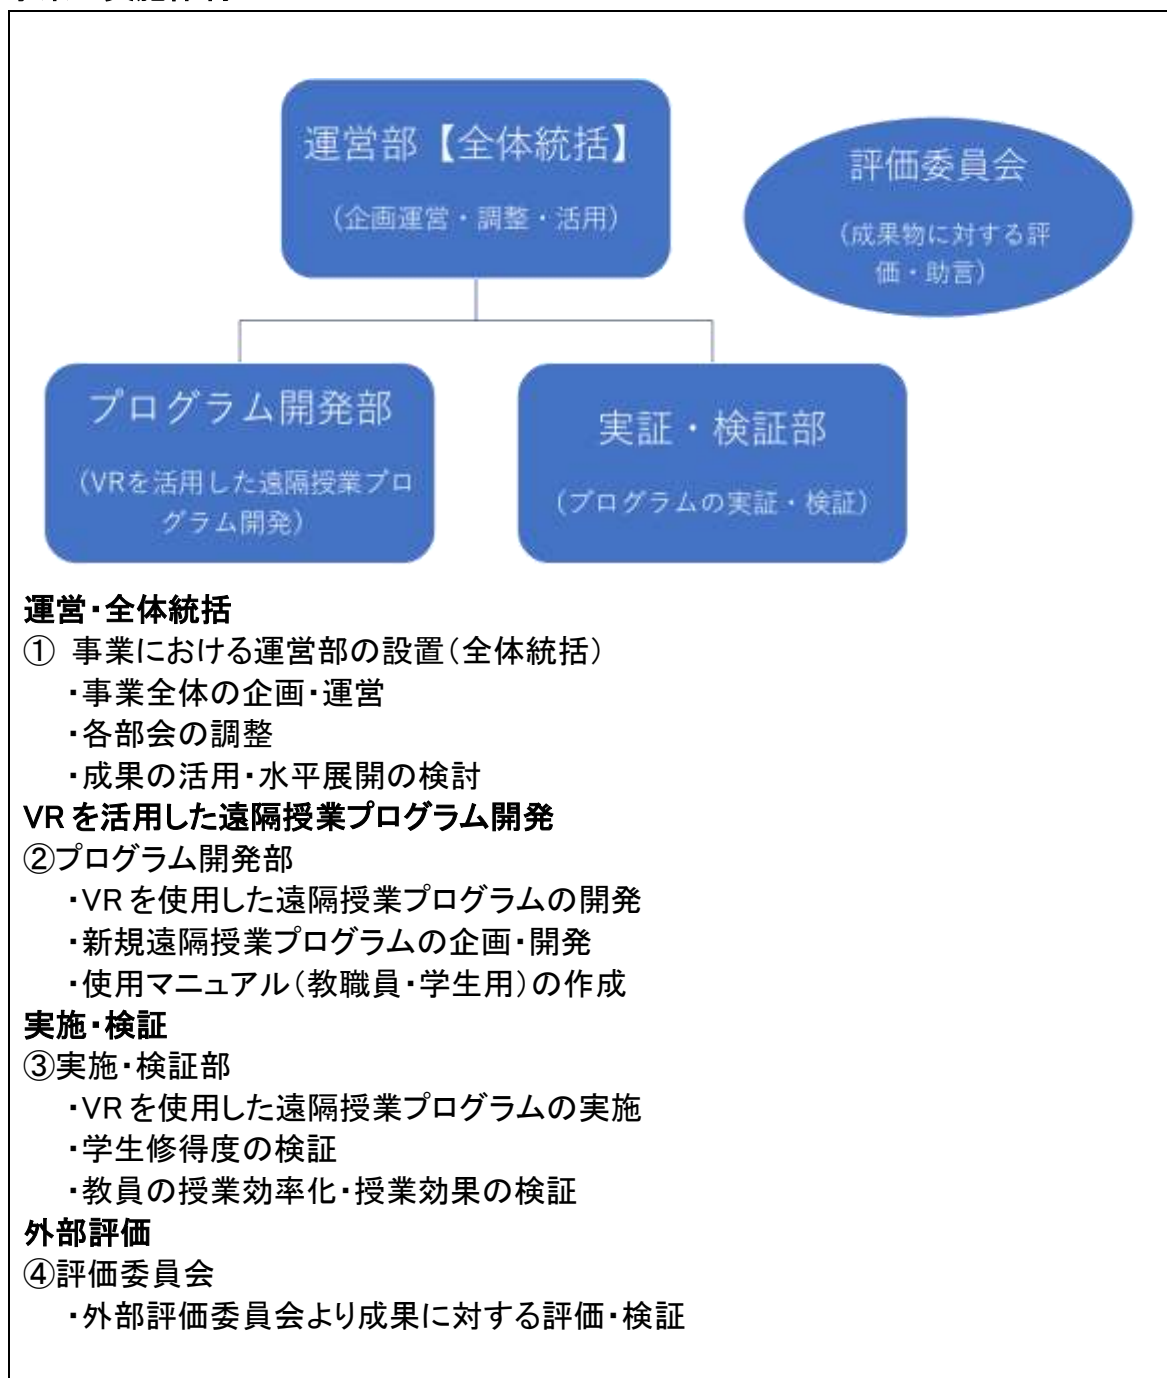 運営部【全体統括】
（企画運営・調整・活用）
評価委員会
（成果物に対する評
価・助言）
プログラム開発部
（VRを活用した遠隔授業プロ
グラム開発）
実証・検証部
（プログラムの実証・検証）
運営・全体統括
① 事業における運営部の設置（全体統括）
・事業全体の企画・運営
・各部会の調整
・成果の活用・水平展開の検討
VRを活用した遠隔授業プログラム開発
②プログラム開発部
・VRを使用した遠隔授業プログラムの開発
・新規遠隔授業プログラムの企画・開発
・使用マニュアル（教職員・学生用）の作成
実施・検証
③実施・検証部
・VRを使用した遠隔授業プログラムの実施
・学生修得度の検証
・教員の授業効率化・授業効果の検証
外部評価
④評価委員会
・外部評価委員会より成果に対する評価・検証